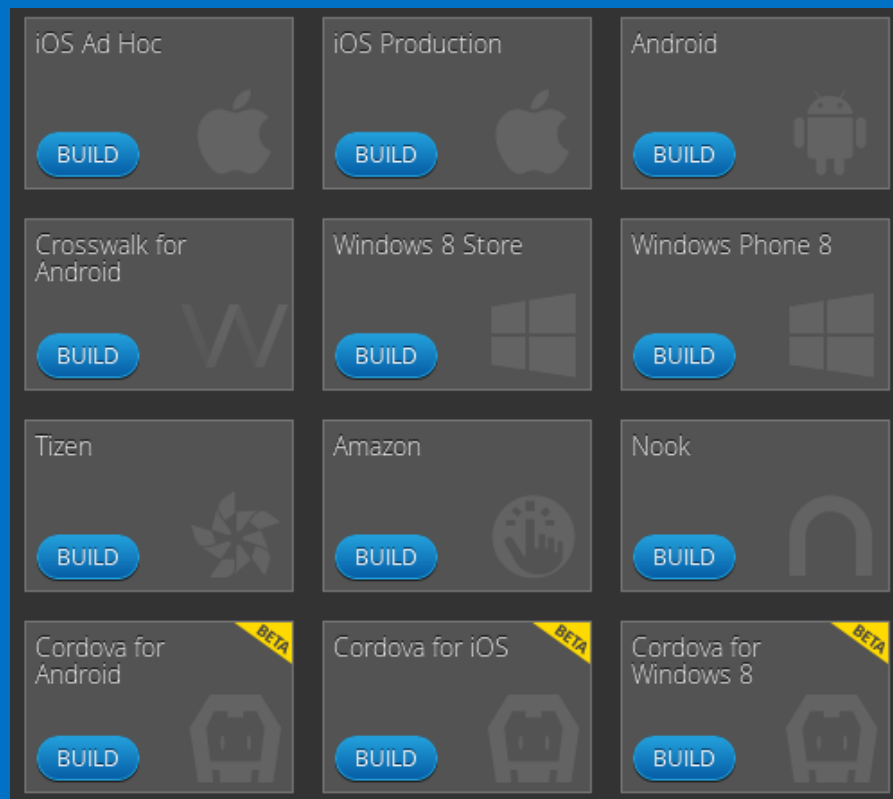 iOS Ad Hoc
BUILD
iOS Production
BUILD
Android
BUILD
Crosswalk for
Android
BUILD
Windows 8 Store
BUILD
Windows Phone 8
BUILD
Tizen
BUILD
Amazon
BUILD
Nook
BUILD
Cordova for
Android
BETA
BUILD
Cordova for iOS
BETA
BUILD
Cordova for
Windows 8
BETA
BUILD